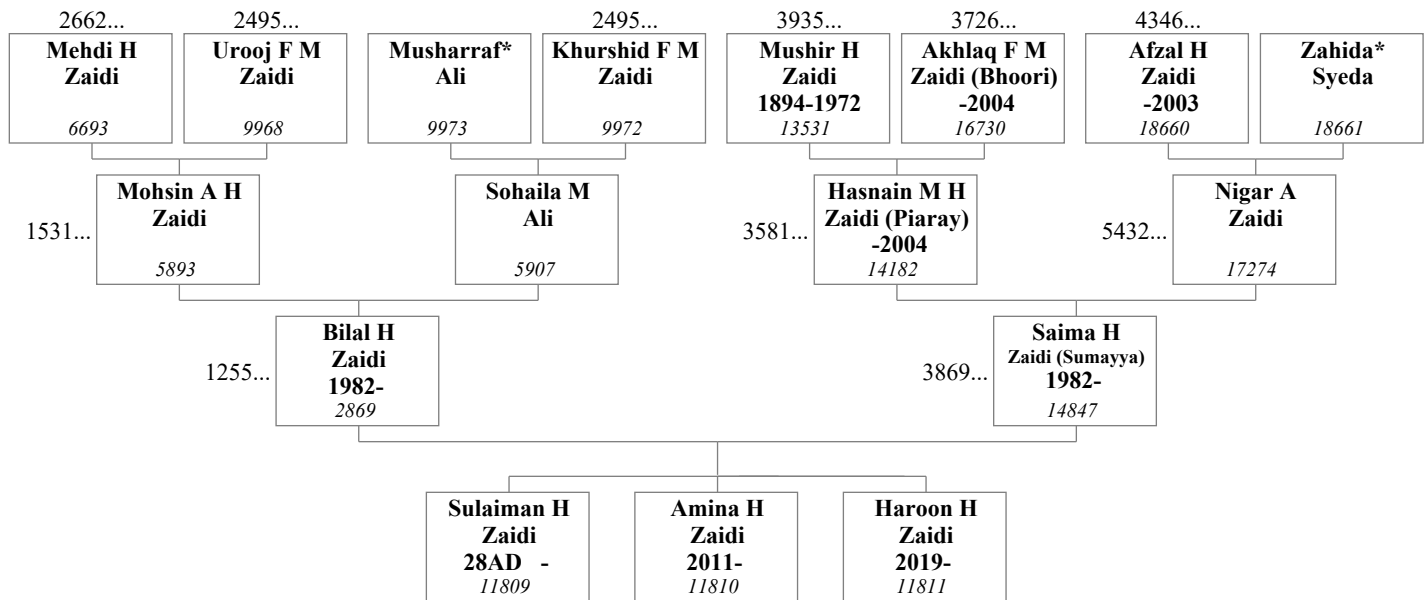 2662...
2495...
2495...
3935...
3726...
4346...
Mehdi H
Zaidi
6693
Urooj F M
Zaidi
9968
Musharraf*
Ali
9973
Khurshid F M
Zaidi
9972
Mushir H
Zaidi
1894-1972
13531
Akhlaq F M
Zaidi (Bhoori)
-2004
16730
Afzal H
Zaidi
-2003
18660
Zahida*
Syeda
18661
1531...
Mohsin A H
Zaidi
5893
Sohaila M
Ali
5907
3581...
Hasnain M H
Zaidi (Piaray)
-2004
14182
5432...
Nigar A
Zaidi
17274
1255...
Bilal H
Zaidi
1982-
2869
3869...
Saima H
Zaidi (Sumayya)
1982-
14847
Sulaiman H
Zaidi
28AD -
11809
Amina H
Zaidi
2011-
11810
Haroon H
Zaidi
2019-
11811